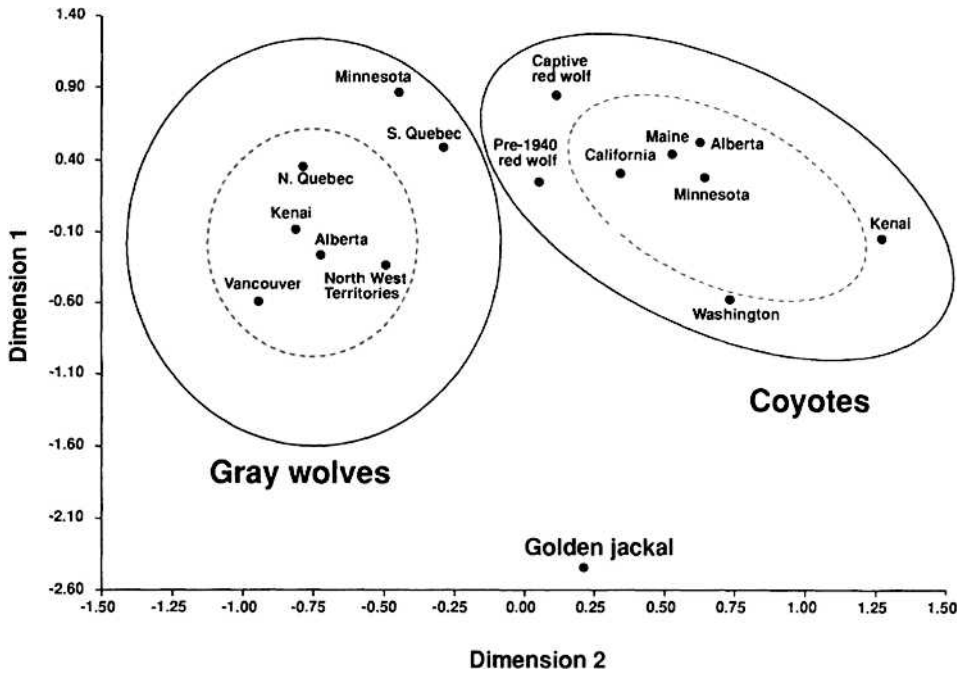 1.40
0.90
0.40
-0.10
-0.60
-1.10
-1.60
-2.10
-2.60
Dimension 1
Minnesota
S. Quebec
N. Quebec
Kenai
Alberta
Vancouver
North West
Territories
Gray wolves
Captive
red wolf
Pre-1940
red wolf
Maine
Alberta
California
Minnesota
Kenai
Washington
Coyotes
Golden jackal
-1.50
-1.00
-0.75
-0.50
-0.25
0.00
0.25
0.50
0.75
1.00
1.25
1.50
Dimension 2